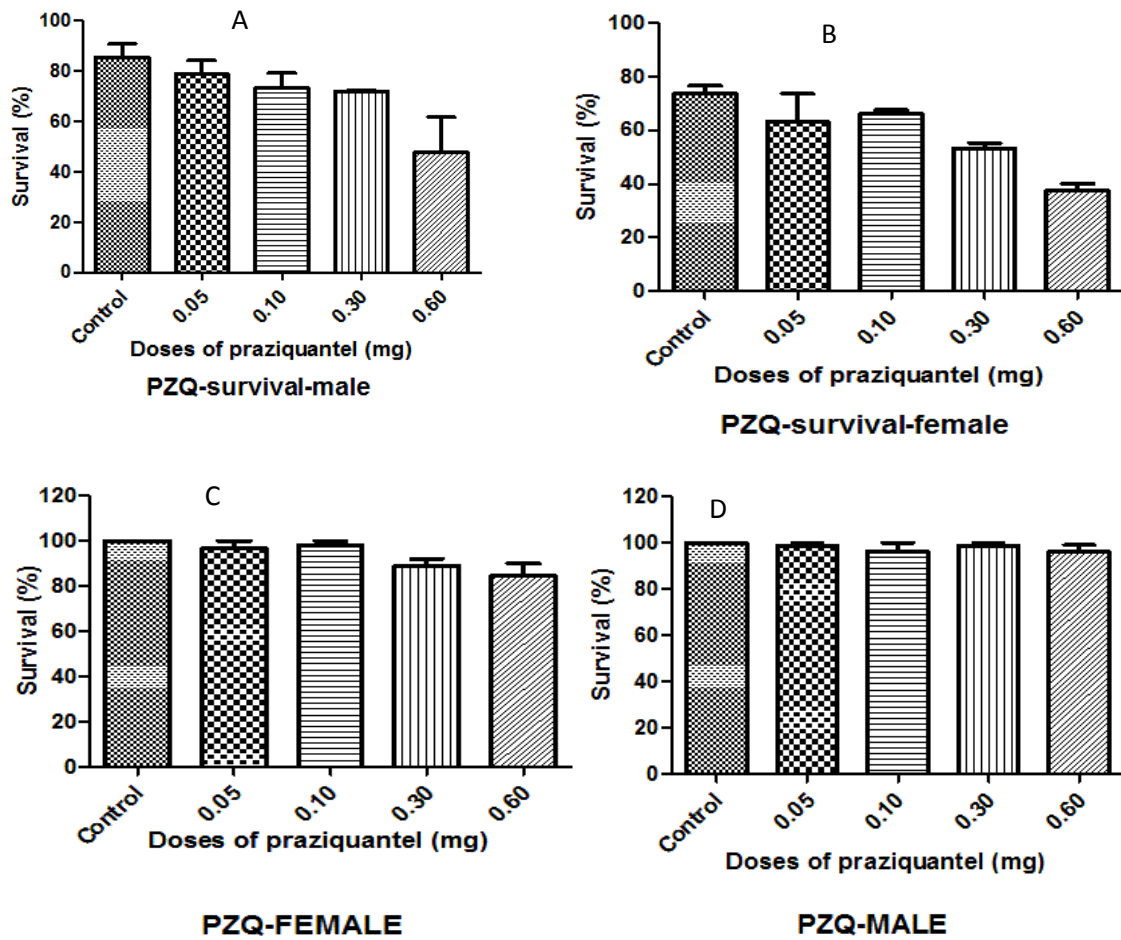 A
Survival (%)
100
80
60
40
20
0
Control
0.05
0.10
0.30
0.60
Doses of praziquantel (mg)
PZQ-survival-male
B
Survival (%)
100
80
60
40
20
0
Control
0.05
0.10
0.30
0.60
Doses of praziquantel (mg)
PZQ-survival-female
C
Survival (%)
120
100
80
60
40
20
0
Control
0.05
0.10
0.30
0.60
Doses of praziquantel (mg)
PZQ-FEMALE
D
Survival (%)
120
100
80
60
40
20
0
Control
0.05
0.10
0.30
0.60
Doses of praziquantel (mg)
PZQ-MALE